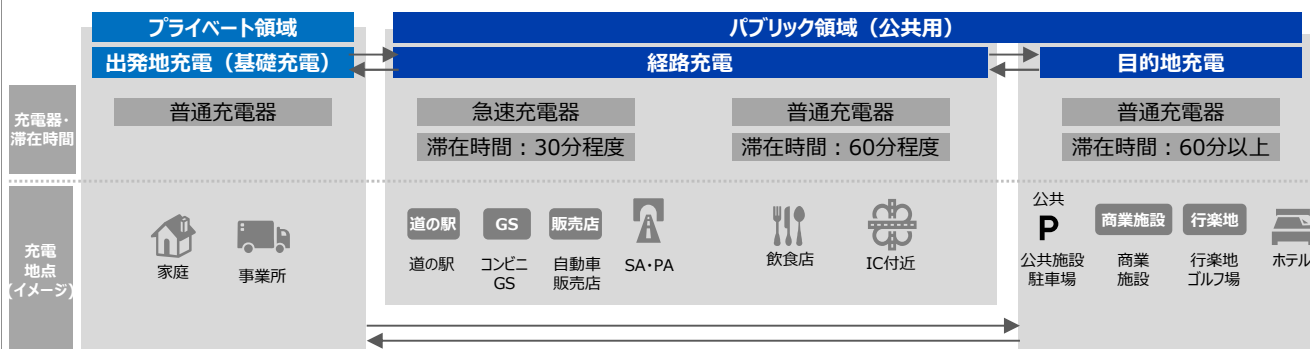 プライベート領域
パブリック領域（公共用）
出発地充電（基礎充電）
経路充電
目的地充電
充電器・
滞在時間
普通充電器
急速充電器
滞在時間：30分程度
普通充電器
滞在時間：60分程度
普通充電器
滞在時間：60分以上
充電
地点
(イメージ)
家庭
事業所
道の駅
道の駅
GS
コンビニ
GS
販売店
自動車
販売店
SA・PA
飲食店
IC付近
公共
P
公共施設
駐車場
商業施設
商業
施設
行楽地
行楽地
ゴルフ場
ホテル